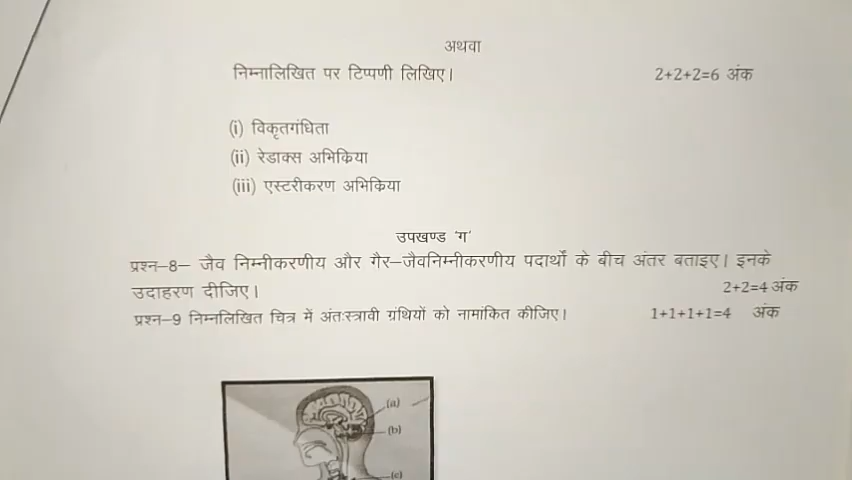 अथवा
निम्नालिखित पर टिप्पणी लिखिए। 2+2+2=6 अंक
(i) विकृतगंधिता
(ii) रेडाक्स अभिकिया
(iii) एस्टरीकरण अभिकिया
उपखण्ड ‘ग’
प्रश्न–8– जैव निम्नीकरणीय और गैर–जैवनिम्नीकरणीय पदार्थों के बीच अंतर बताइए। इनके
उदाहरण दीजिए। 2+2=4 अंक
प्रश्न–9 निम्नलिखित चित्र में अंतःस्त्रावी ग्रंथियों को नामांकित कीजिए। 1+1+1+1=4 अंक
(a)
(b)
(c)